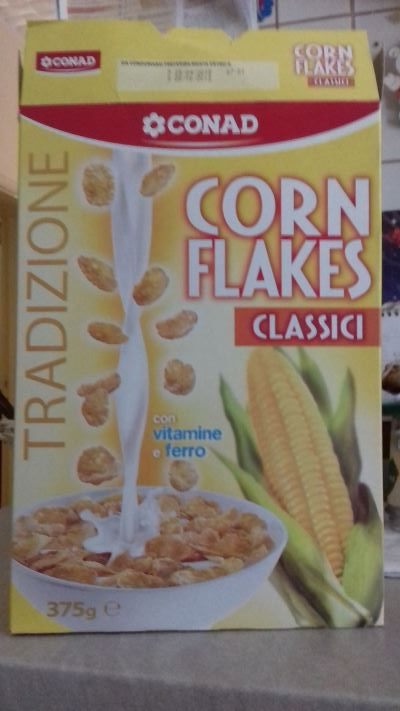 CONAD
CORN
FLAKES
CLASSICI
CONAD
TRADIZIONE
CORN
FLAKES
CLASSICI
con
vitamine
e ferro
375g e